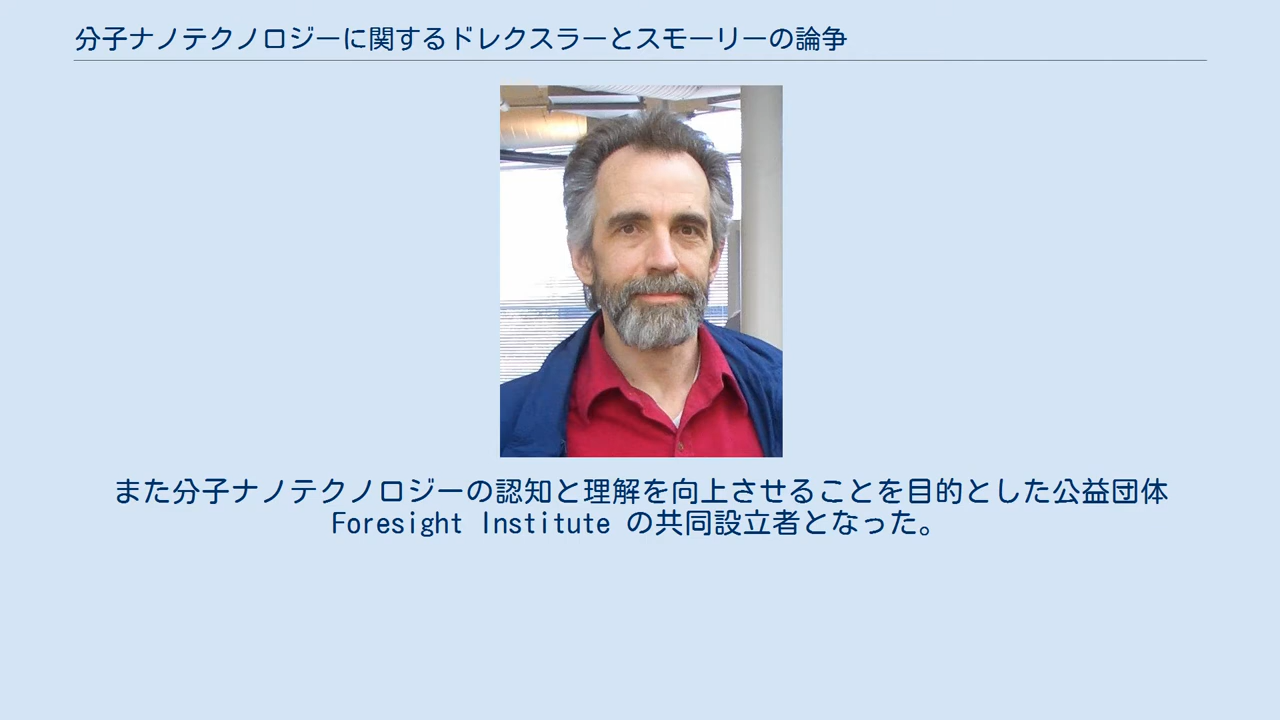 分子ナノテクノロジーに関するドレクスラーとスモーリーの論争
また分子ナノテクノロジーの認知と理解を向上させることを目的とした公益団体
Foresight Institute の共同設立者となった。